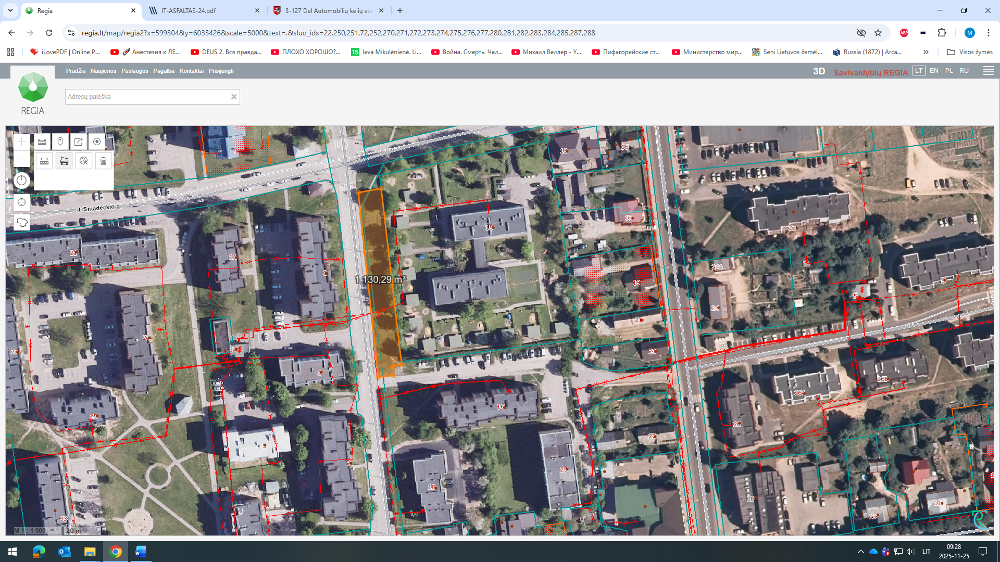 Regia
IT-ASFALTAS-24.pdf
3-127 Dėl Automobilių kelių sta
regia.lt/map/regia2?x=599304&y=6033426&scale=5000&text=.&sluo_ids=22,250,251,72,252,270,271,272,273,274,275,276,277,280,281,282,283,284,285,287,288
ABP
M
iLovePDF | Online P...
Анестезия к ЛЕ...
DEUS 2. Вся правда...
ПЛОХО ХОРОШО?...
15
Ieva Mikulėnienė. Li...
Война. Смерть. Чел...
Михаил Веллер - Y...
Пифагорейские ст...
Министерство мир...
Seni Lietuvos žemėl...
Russia (1872) | Arca...
Visos žymės
Pradžia
Naujienos
Paslaugos
Pagalba
Kontaktai
Prisijungti
3D
Savivaldybių REGIA
LT
EN
PL
RU
REGIA
Adresų paieška
13
15
J. Sniadeckio g.
17
15
22
21
1A
1
24A
1 130,29 m²
19
9
5
24
21
29
27
23
3
26B
26A
16
25
26
27
7
25
18
28
11
13
33
M 1 : 1 000
20 m
LIT
09:28
2025-11-25